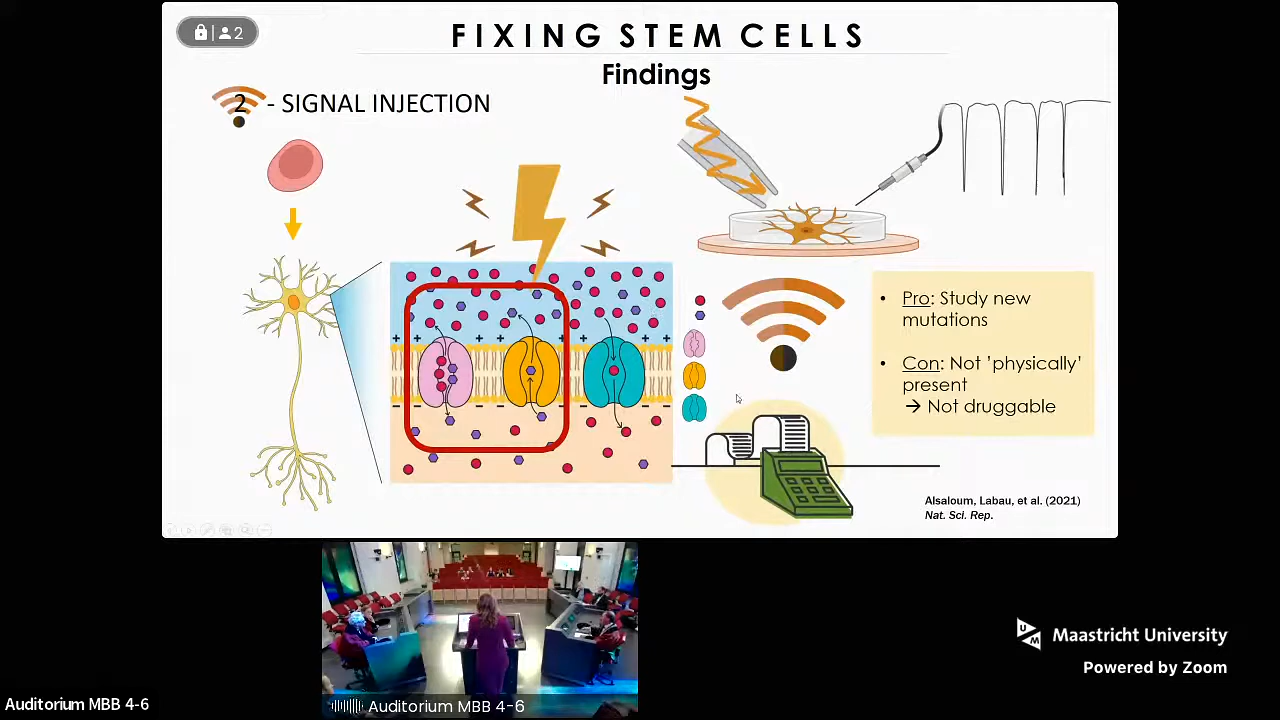 2
FIXING STEM CELLS
Findings
2 - SIGNAL INJECTION
• Pro: Study new
mutations
• Con: Not 'physically'
present
→ Not druggable
Alsaloum, Labau, et al. (2021)
Nat. Sci. Rep.
Auditorium MBB 4-6
Maastricht University
Powered by Zoom
Auditorium MBB 4-6